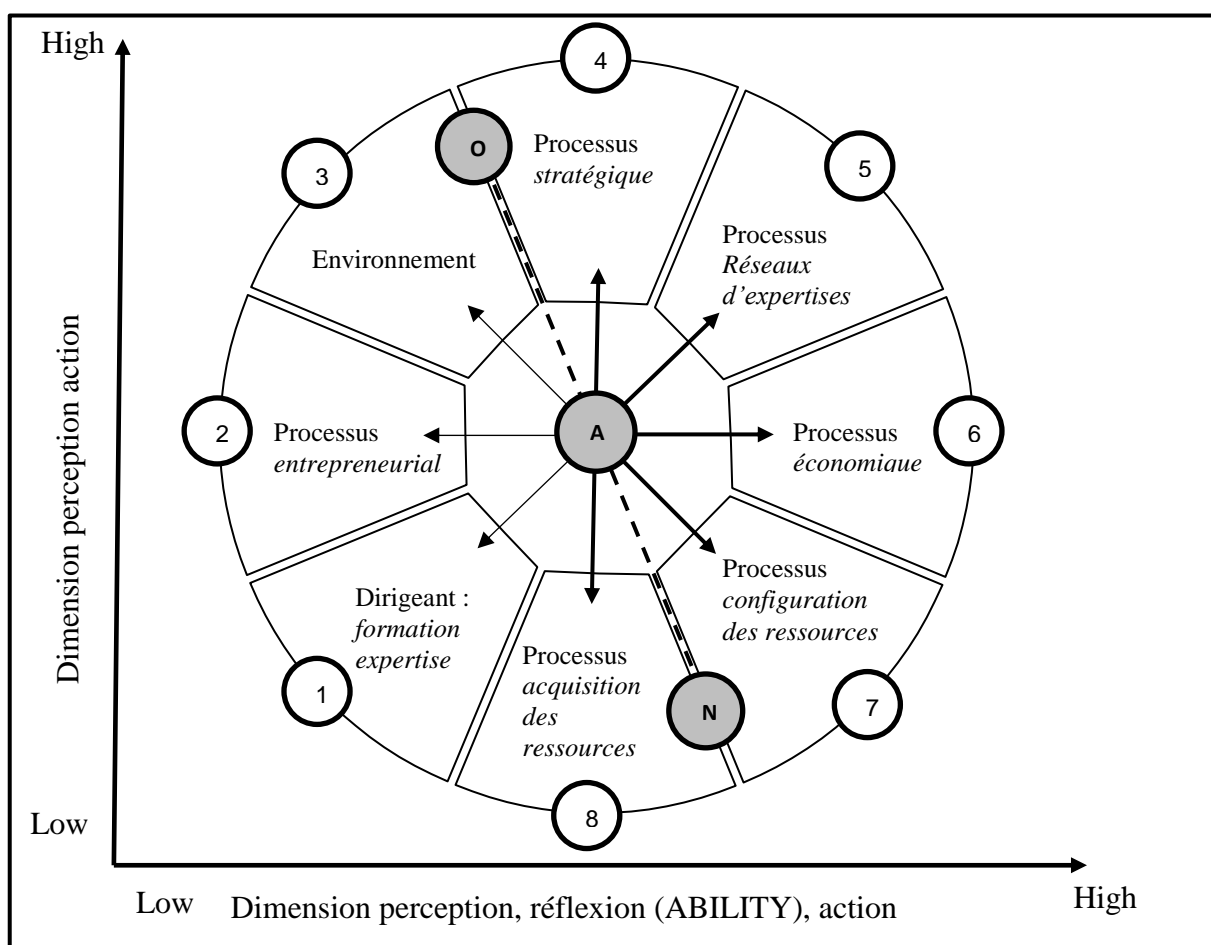 High
4
O
Processus
stratégique
3
5
Processus
Réseaux
d'expertises
Environnement
Dimension perception action
2
Processus
entrepreneurial
A
Processus
économique
6
Dirigeant :
formation
expertise
Processus
configuration
des ressources
Processus
acquisition
des
ressources
1
N
7
8
Low
Low
Dimension perception, réflexion (ABILITY), action
High